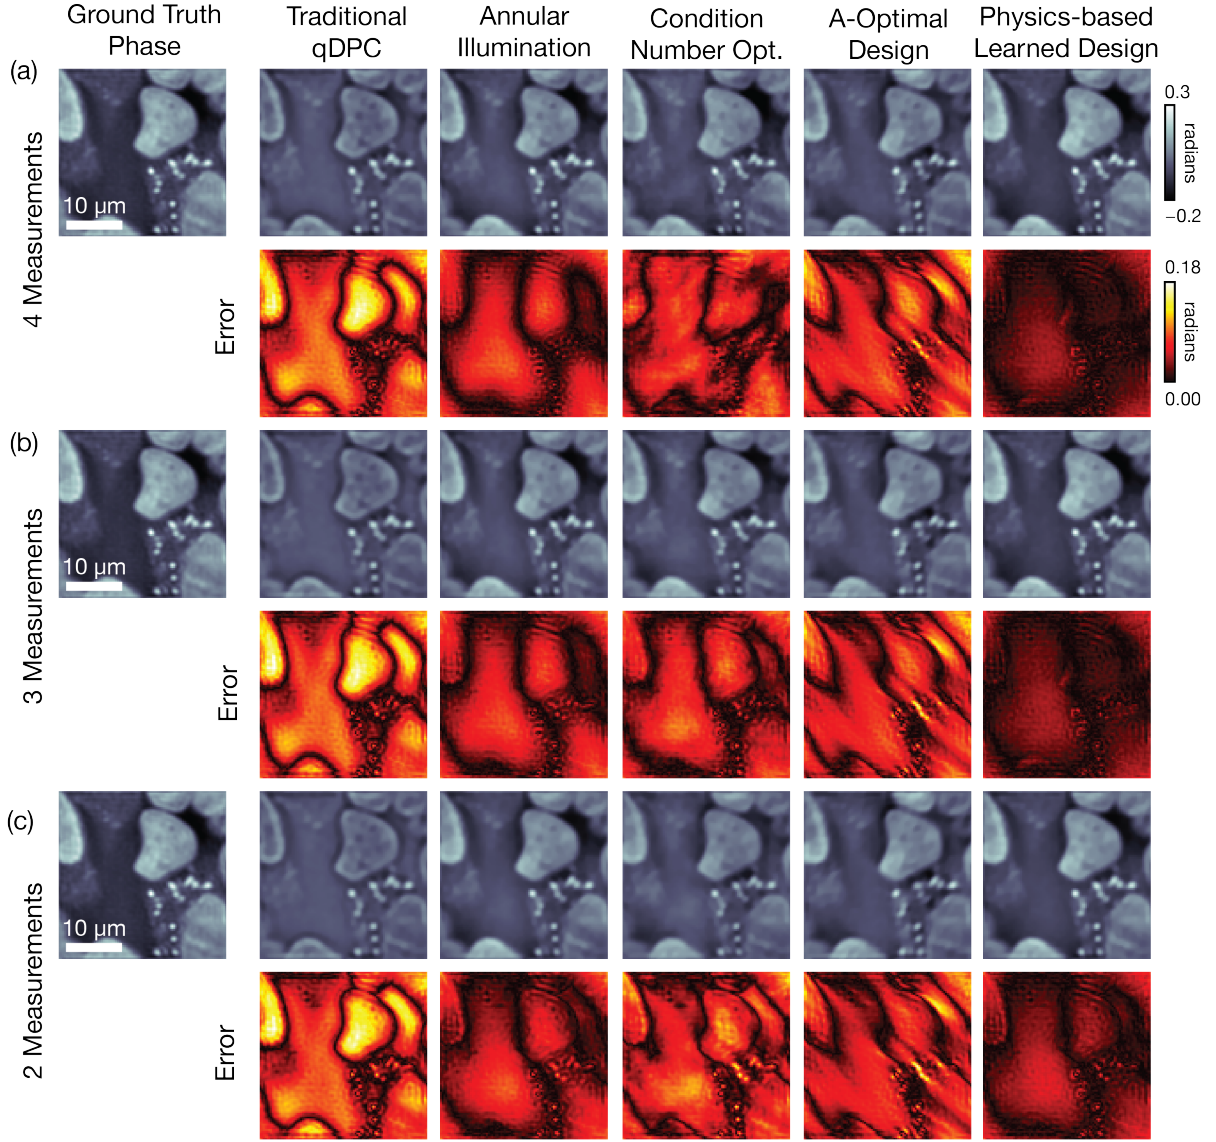 Ground Truth
Phase
Traditional
qDPC
Annular
Illumination
Condition
Number Opt.
A-Optimal
Design
Physics-based
Learned Design
(a)
4 Measurements
10 μm
0.3
radians
−0.2
Error
0.18
radians
0.00
(b)
3 Measurements
10 μm
Error
(c)
2 Measurements
10 μm
Error